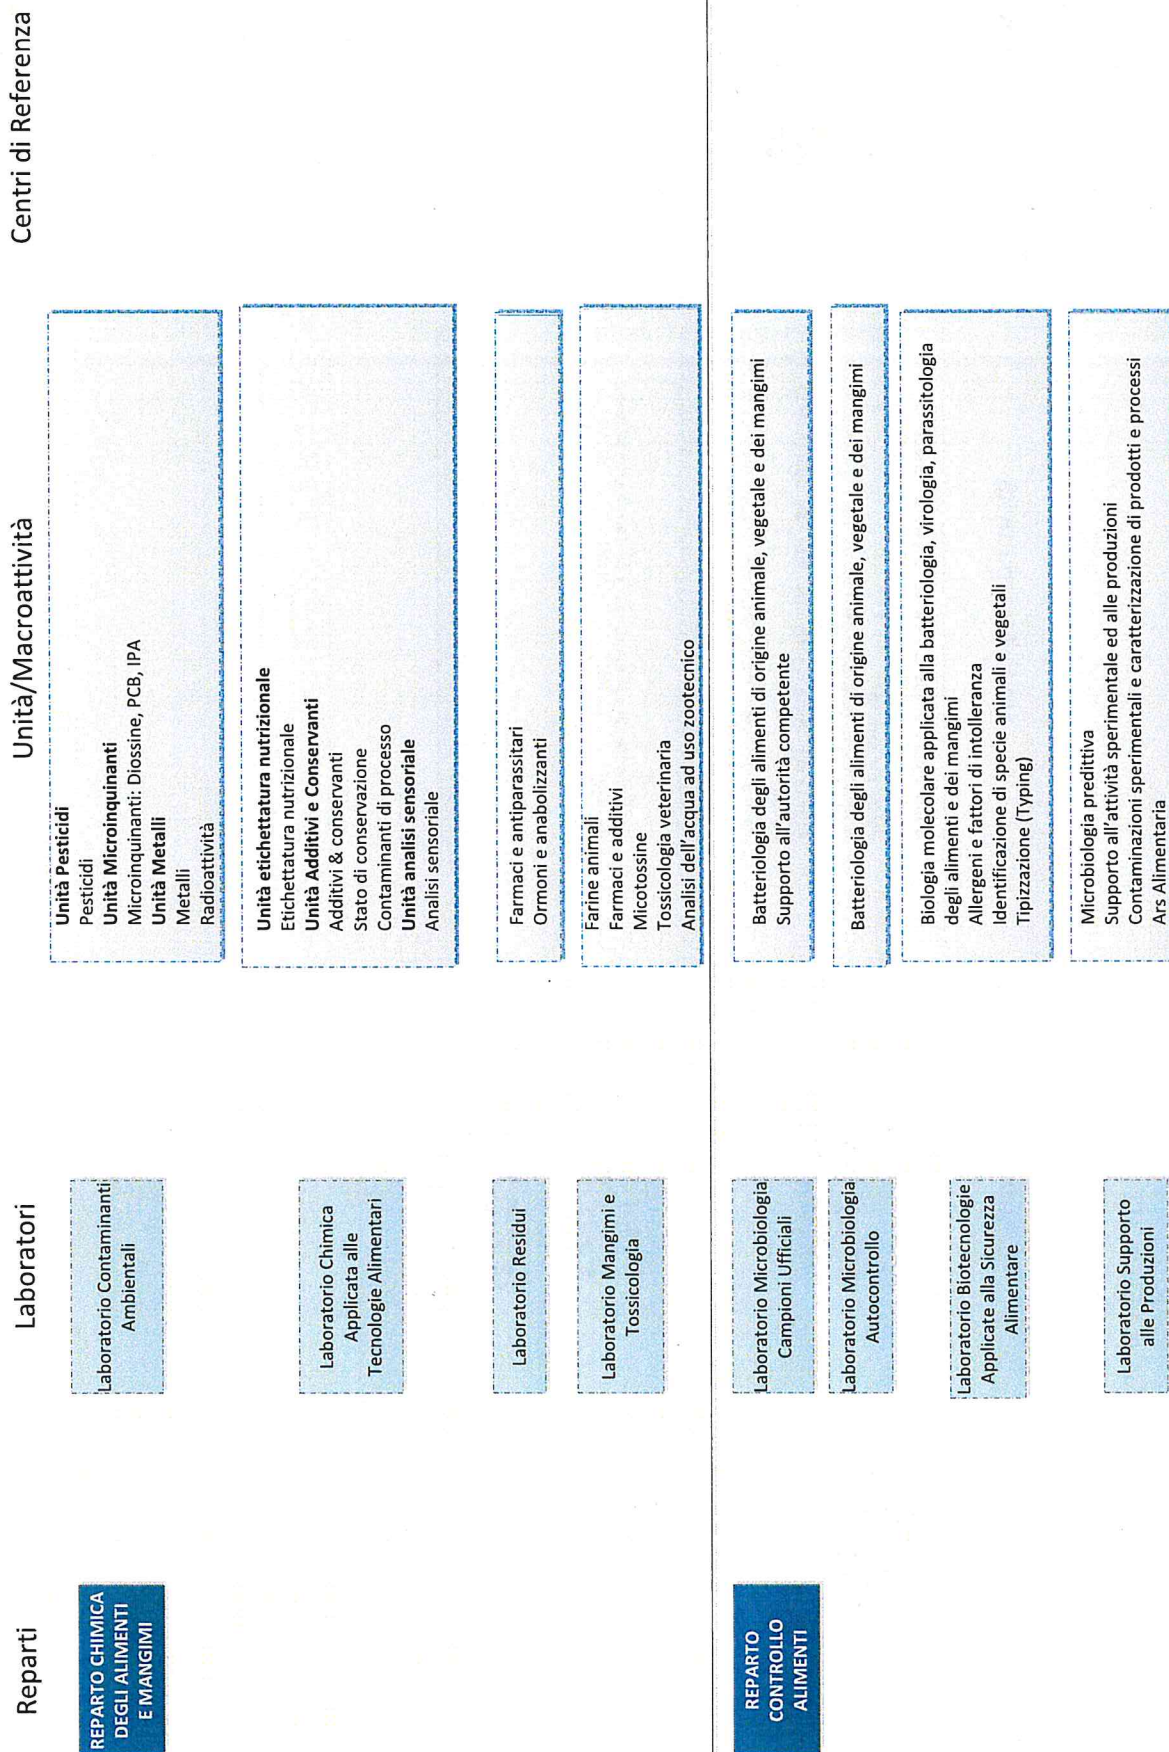 Reparti
Laboratori
Unità/Macroattività
Centri di Referenza
REPARTO CHIMICA
DEGLI ALIMENTI
E MANGIMI
Laboratorio Contaminanti
Ambientali
Unità Pesticidi
Pesticidi
Unità Microinquinanti
Microinquinanti: Diossine, PCB, IPA
Unità Metalli
Metalli
Radioattività
Laboratorio Chimica
Applicata alle
Tecnologie Alimentari
Unità etichettatura nutrizionale
Etichettatura nutrizionale
Unità Additivi e Conservanti
Additivi & conservanti
Stato di conservazione
Contaminanti di processo
Unità analisi sensoriale
Analisi sensoriale
Laboratorio Residui
Farmaci e antiparassitari
Ormoni e anabolizzanti
Laboratorio Mangimi e
Tossicologia
Farine animali
Farmaci e additivi
Micotossine
Tossicologia veterinaria
Analisi dell'acqua ad uso zootecnico
REPARTO
CONTROLLO
ALIMENTI
Laboratorio Microbiologia
Campioni Ufficiali
Batteriologia degli alimenti di origine animale, vegetale e dei mangimi
Supporto all'autorità competente
Laboratorio Microbiologia
Autocontrollo
Batteriologia degli alimenti di origine animale, vegetale e dei mangimi
Laboratorio Biotecnologie
Applicate alla Sicurezza
Alimentare
Biologia molecolare applicata alla batteriologia, virologia, parassitologia
degli alimenti e dei mangimi
Allergeni e fattori di intolleranza
Identificazione di specie animali e vegetali
Tipizzazione (Typing)
Laboratorio Supporto
alle Produzioni
Microbiologia predittiva
Supporto all'attività sperimentale ed alle produzioni
Contaminazioni sperimentali e caratterizzazione di prodotti e processi
Ars Alimentaria